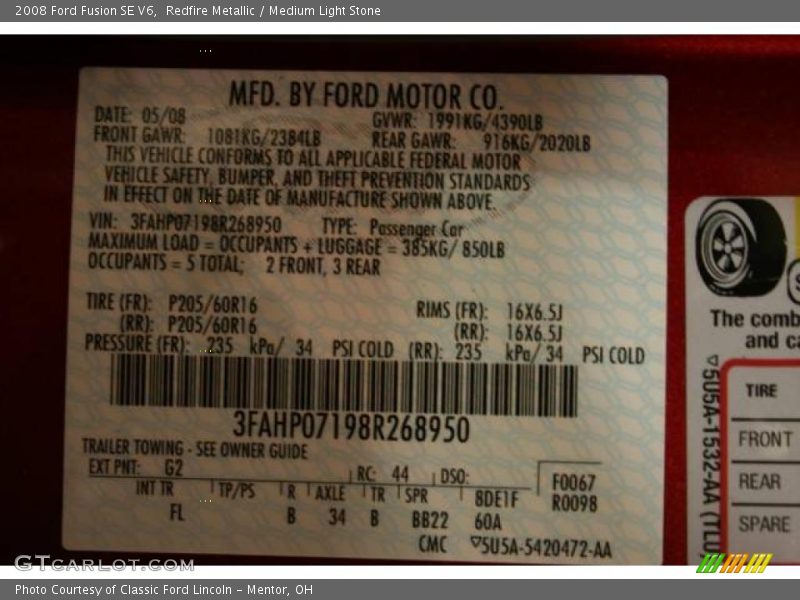 2008 Ford Fusion SE V6,  Redfire Metallic / Medium Light Stone
MFD. BY FORD MOTOR CO.
DATE: 05/08 GVWR: 1991KG/4390LB
FRONT GAWR: 1081KG/2384LB REAR GAWR: 916KG/2020LB
THIS VEHICLE CONFORMS TO ALL APPLICABLE FEDERAL MOTOR
VEHICLE SAFETY, BUMPER, AND THEFT PREVENTION STANDARDS
IN EFFECT ON THE DATE OF MANUFACTURE SHOWN ABOVE.
VIN: 3FAHP07198R268950 TYPE: Passenger Car
MAXIMUM LOAD = OCCUPANTS + LUGGAGE = 385KG/ 850LB
OCCUPANTS = 5 TOTAL; 2 FRONT, 3 REAR
TIRE (FR): P205/60R16 RIMS (FR): 16X6.5J
(RR): P205/60R16 (RR): 16X6.5J
PRESSURE (FR): 235 kPa/ 34 PSI COLD (RR): 235 kPa/ 34 PSI COLD
3FAHP07198R268950
TRAILER TOWING - SEE OWNER GUIDE
EXT PNT: G2 RC: 44 DSO: F0067
INT TR TP/PS R AXLE TR SPR 8DE1F R0098
FL B 34 B BB22 60A
CMC ▽5U5A-5420472-AA
The comb
and ca
▽5U5A-1532-AA (TLU)
TIRE
FRONT
REAR
SPARE
GTCARLOT.COM
Photo Courtesy of Classic Ford Lincoln - Mentor, OH